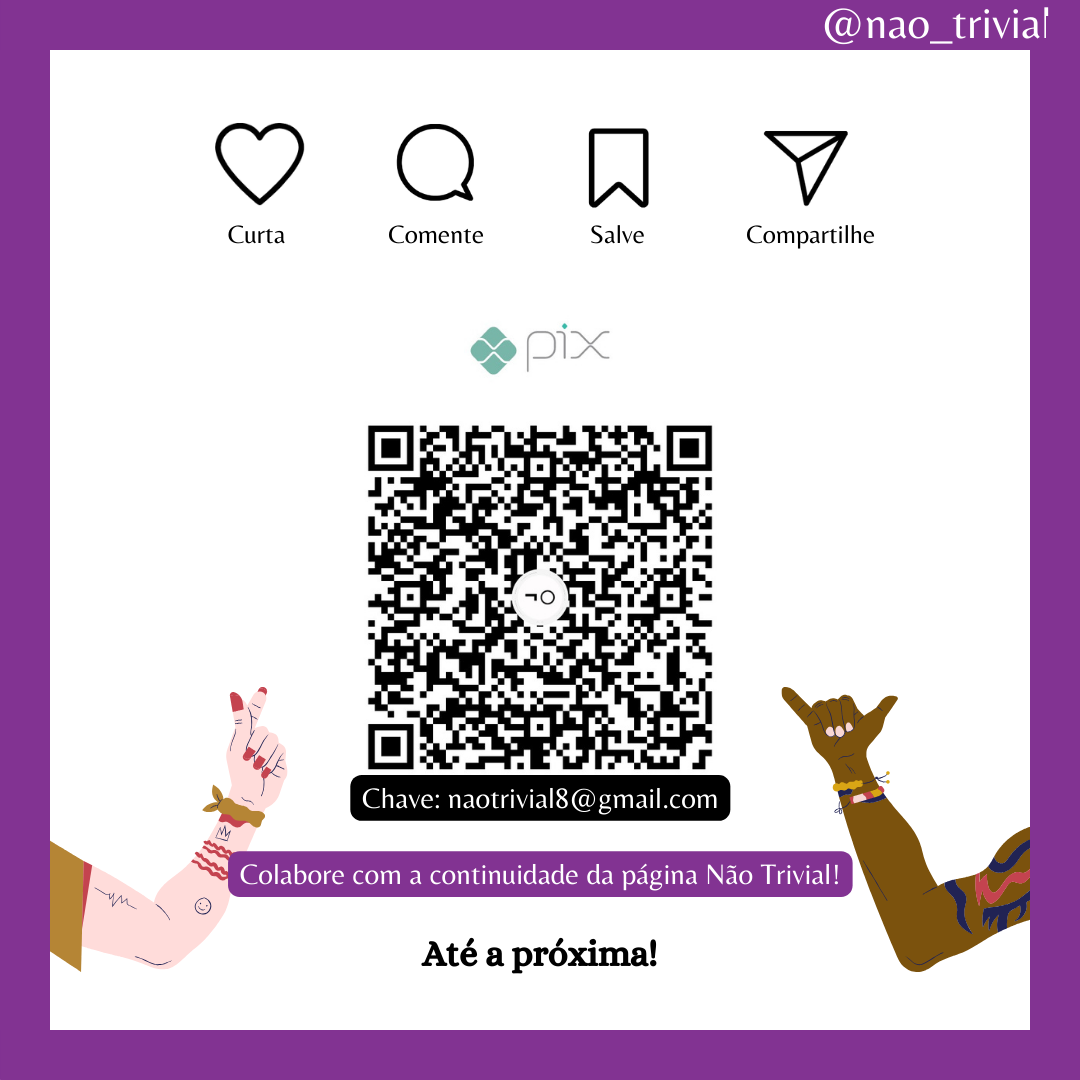 @nao_trivial
Curta
Comente
Salve
Compartilhe
pix
Chave: naotrivial8@gmail.com
Colabore com a continuidade da página Não Trivial!
Até a próxima!